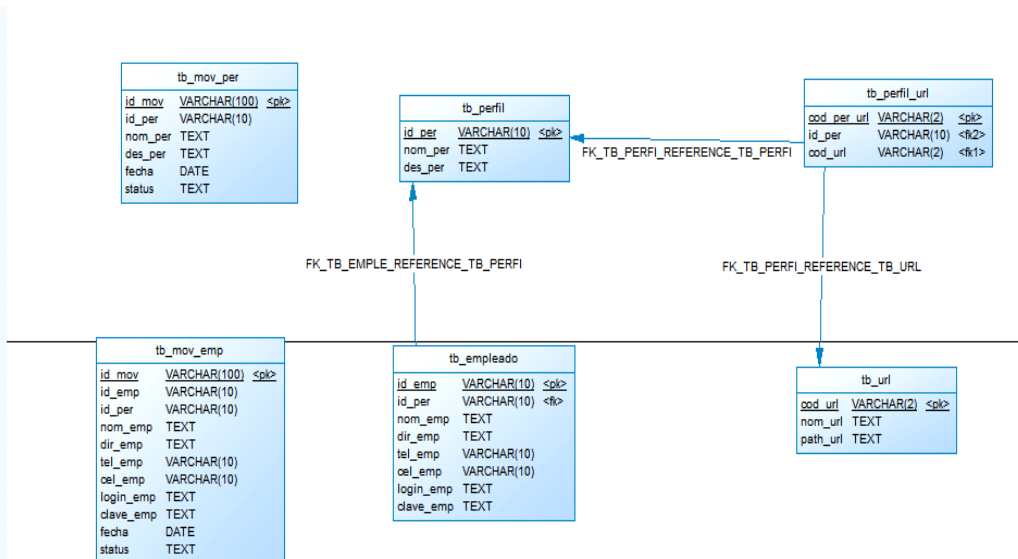 tb_mov_per
id_mov VARCHAR(100) <pk>
id_per VARCHAR(10)
nom_per TEXT
des_per TEXT
fecha DATE
status TEXT
tb_perfil
id_per VARCHAR(10) <pk>
nom_per TEXT
des_per TEXT
tb_perfil_url
cod_per_url VARCHAR(2) <pk>
id_per VARCHAR(10) <fk2>
cod_url VARCHAR(2) <fk1>
FK_TB_PERFI_REFERENCE_TB_PERFI
FK_TB_EMPLE_REFERENCE_TB_PERFI
FK_TB_PERFI_REFERENCE_TB_URL
tb_mov_emp
id_mov VARCHAR(100) <pk>
id_emp VARCHAR(10)
id_per VARCHAR(10)
nom_emp TEXT
dir_emp TEXT
tel_emp VARCHAR(10)
cel_emp VARCHAR(10)
login_emp TEXT
clave_emp TEXT
fecha DATE
status TEXT
tb_empleado
id_emp VARCHAR(10) <pk>
id_per VARCHAR(10) <fk>
nom_emp TEXT
dir_emp TEXT
tel_emp VARCHAR(10)
cel_emp VARCHAR(10)
login_emp TEXT
clave_emp TEXT
tb_url
cod_url VARCHAR(2) <pk>
nom_url TEXT
path_url TEXT